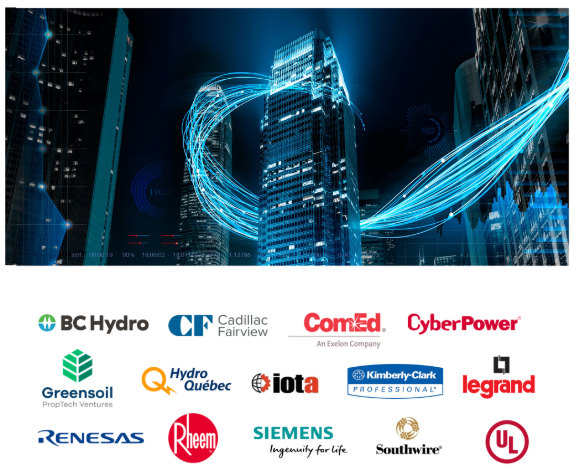 BC Hydro
CF Cadillac
Fairview
ComEd.
An Exelon Company
CyberPower®
Greensoil
PropTech Ventures
Hydro
Québec
iota
Kimberly-Clark
PROFESSIONAL*
legrand
RENESAS
Rheem
SIEMENS
Ingenuity for life
Southwire®
UL